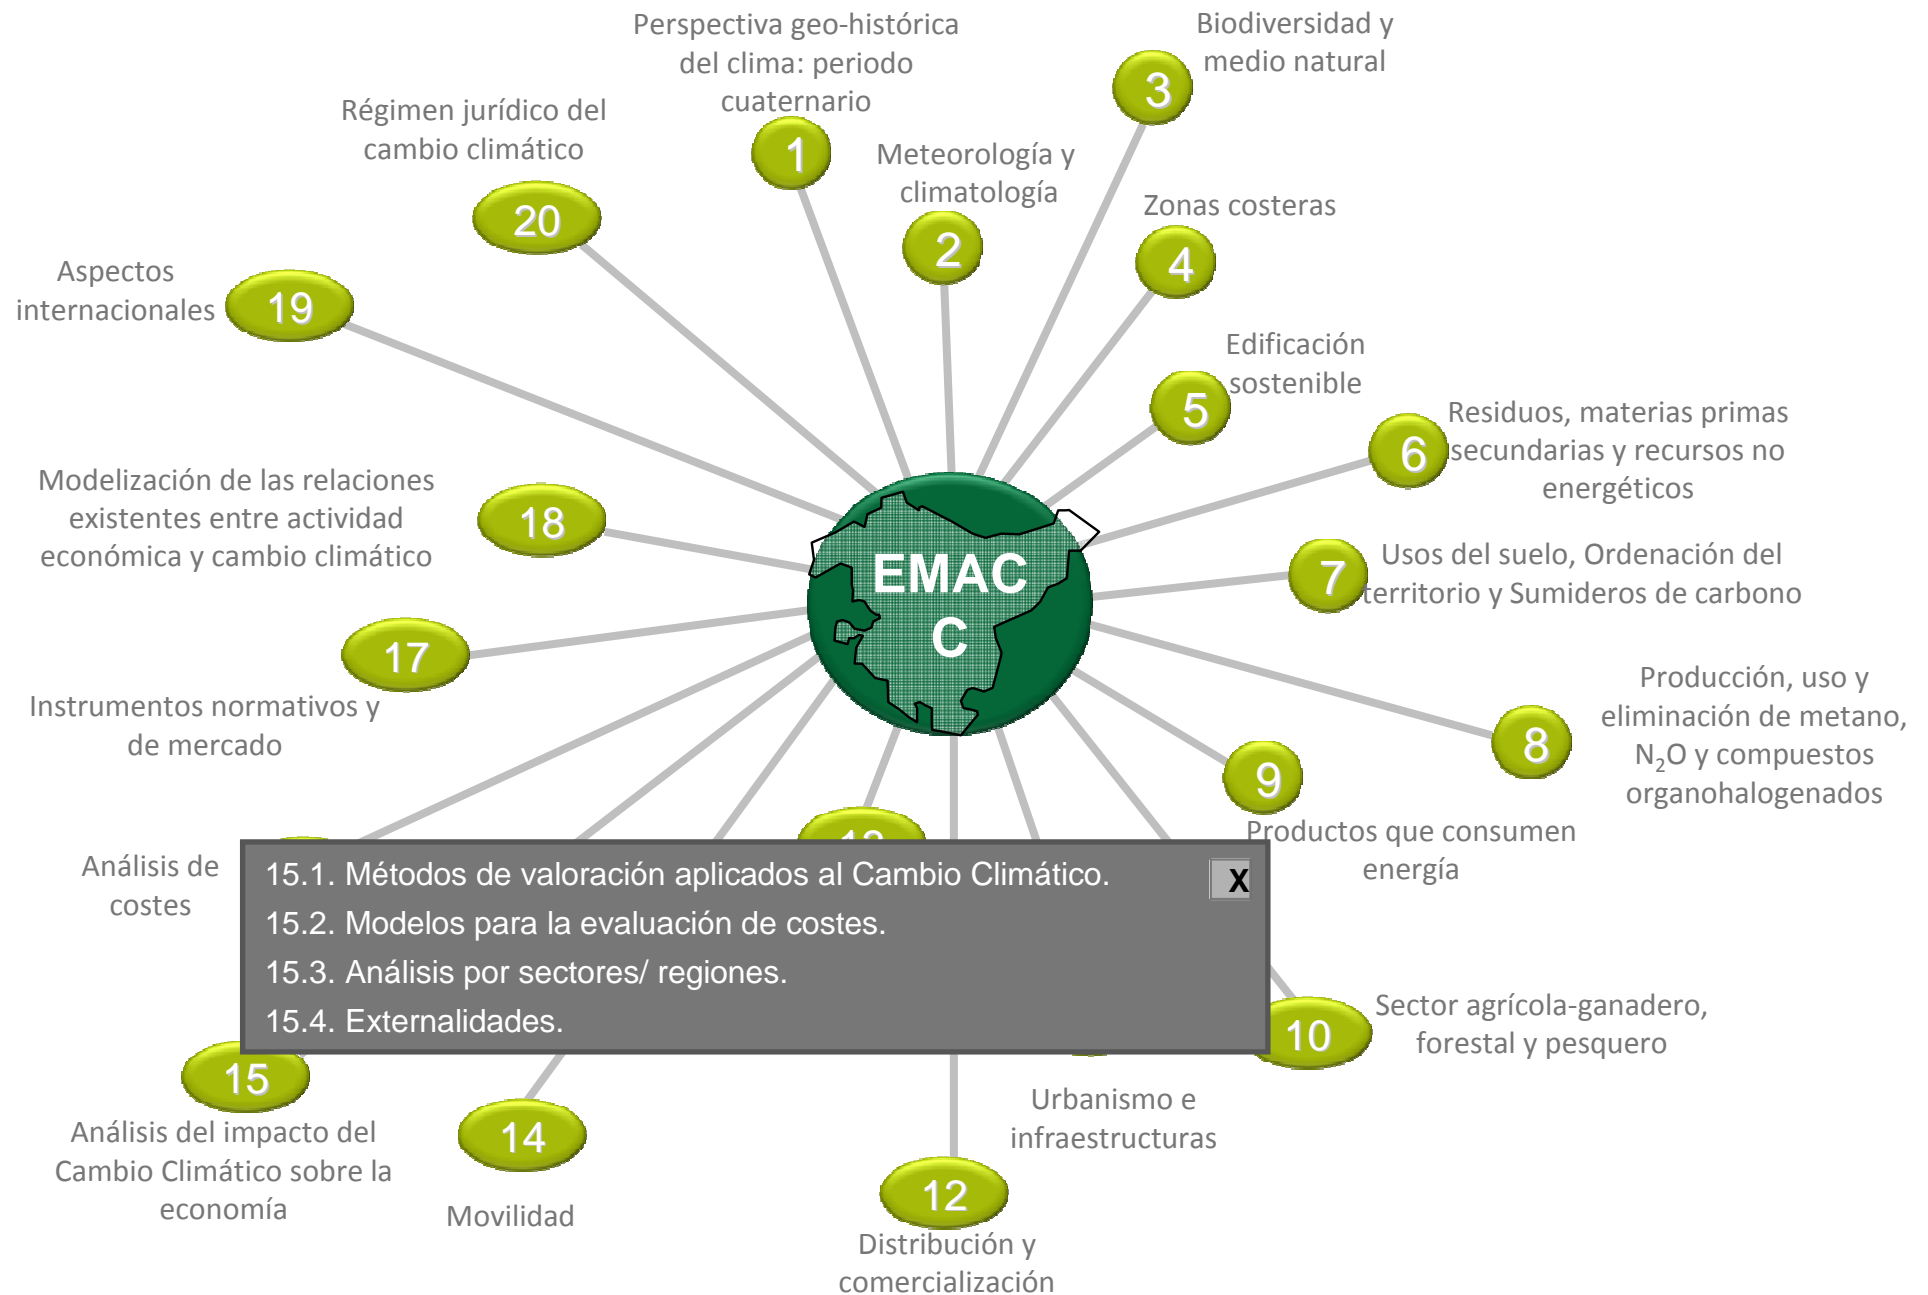 Perspectiva geo-histórica
del clima: periodo
cuaternario
1
Biodiversidad y
medio natural
3
Régimen jurídico del
cambio climático
20
Meteorología y
climatología
2
Zonas costeras
4
Aspectos
internacionales
19
Edificación
sostenible
5
Residuos, materias primas
secundarias y recursos no
energéticos
6
Modelización de las relaciones
existentes entre actividad
económica y cambio climático
18
EMAC
C
Usos del suelo, Ordenación del
territorio y Sumideros de carbono
7
17
Instrumentos normativos y
de mercado
Producción, uso y
eliminación de metano,
N₂O y compuestos
organohalogenados
8
9
Productos que consumen
energía
13
Análisis de
costes
15.1. Métodos de valoración aplicados al Cambio Climático.
X
15.2. Modelos para la evaluación de costes.
15.3. Análisis por sectores/ regiones.
15.4. Externalidades.
10
Sector agrícola-ganadero,
forestal y pesquero
15
Análisis del impacto del
Cambio Climático sobre la
economía
14
Movilidad
Urbanismo e
infraestructuras
12
Distribución y
comercialización